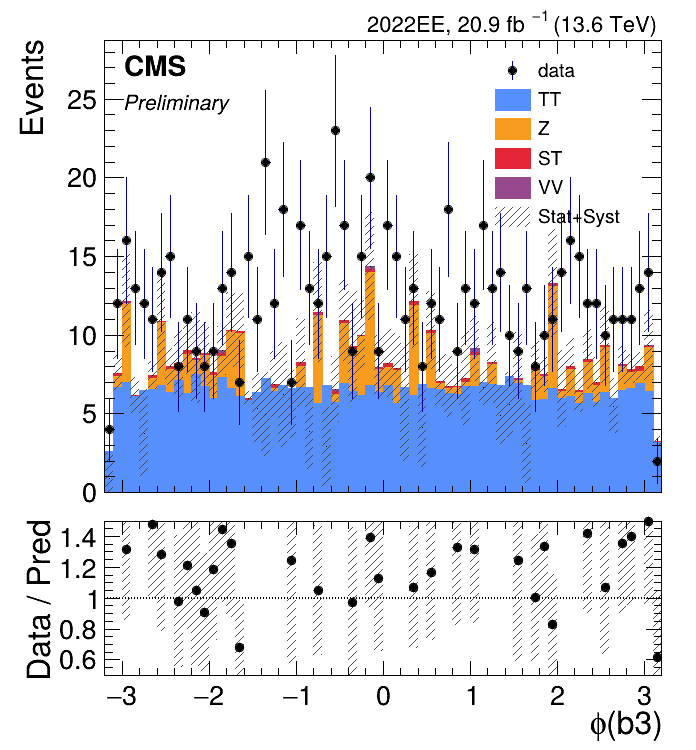 2022EE, 20.9 fb⁻¹ (13.6 TeV)
CMS
Preliminary
Events
data
TT
Z
ST
VV
Stat+Syst
25
20
15
10
5
0
Data / Pred
1.4
1.2
1
0.8
0.6
−3 −2 −1 0 1 2 3
ϕ(b3)